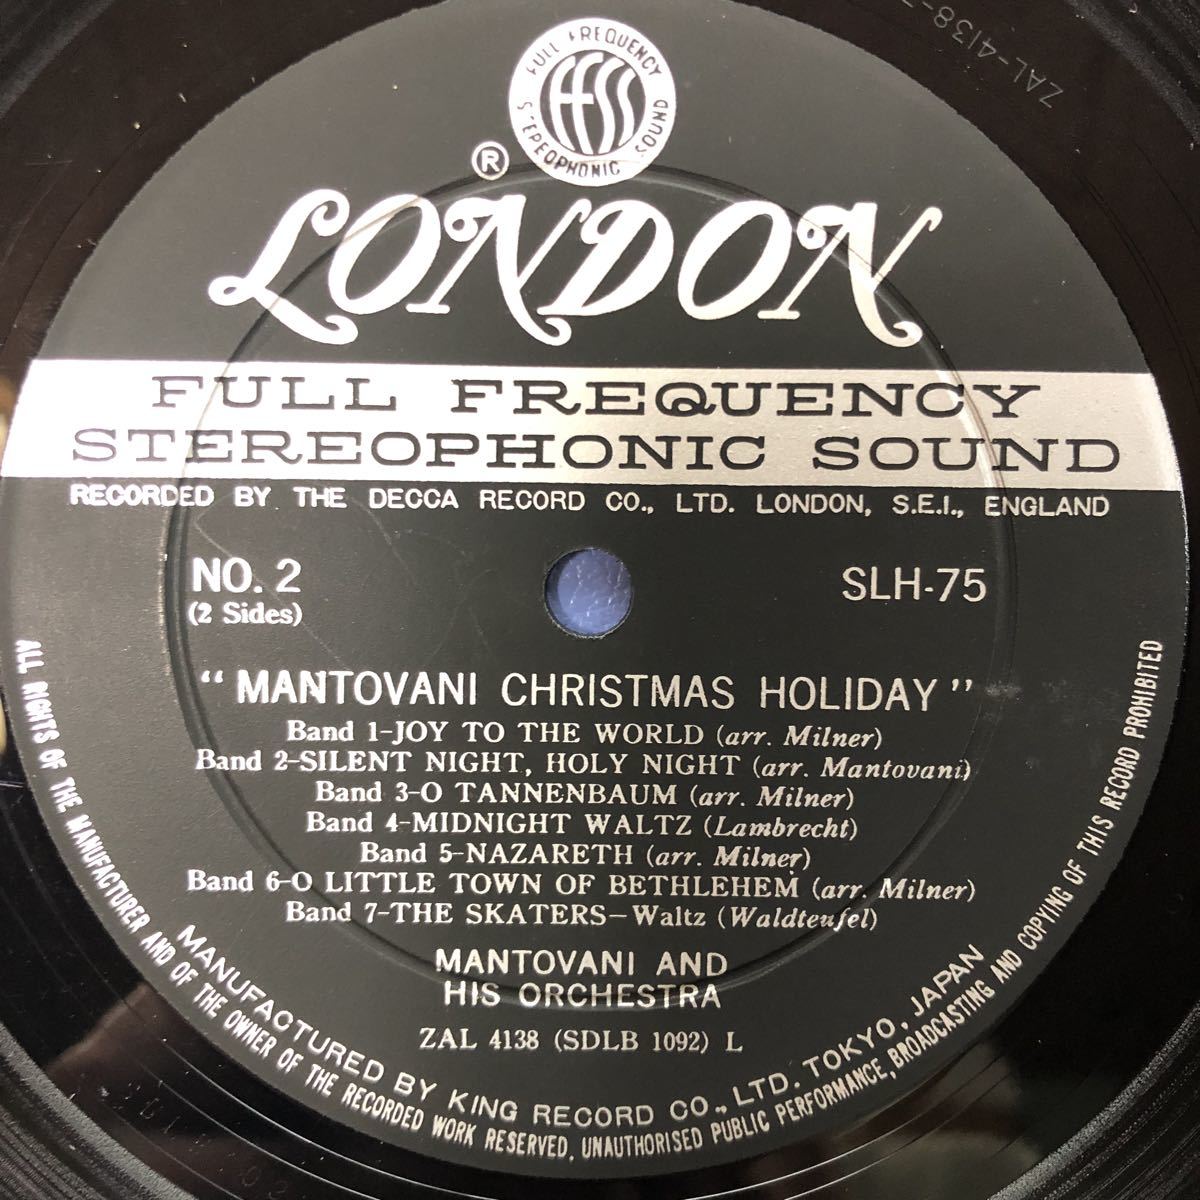 FULL FREQUENCY
STEREOPHONIC SOUND
FFSS
ZAL-4138-
®
LONDON
FULL FREQUENCY
STEREOPHONIC SOUND
RECORDED BY THE DECCA RECORD CO., LTD. LONDON, S.E.I., ENGLAND
NO. 2
(2 Sides)
SLH-75
"MANTOVANI CHRISTMAS HOLIDAY"
Band 1-JOY TO THE WORLD (arr. Milner)
Band 2-SILENT NIGHT, HOLY NIGHT (arr. Mantovani)
Band 3-O TANNENBAUM (arr. Milner)
Band 4-MIDNIGHT WALTZ (Lambrecht)
Band 5-NAZARETH (arr. Milner)
Band 6-O LITTLE TOWN OF BETHLEHEM (arr. Milner)
Band 7-THE SKATERS-Waltz (Waldteufel)
MANTOVANI AND
HIS ORCHESTRA
ZAL 4138 (SDLB 1092) L
MANUFACTURED BY KING RECORD CO., LTD. TOKYO, JAPAN
ALL RIGHTS OF THE MANUFACTURER AND OF THE OWNER OF THE RECORDED WORK RESERVED, UNAUTHORISED PUBLIC PERFORMANCE, BROADCASTING AND COPYING OF THIS RECORD PROHIBITED